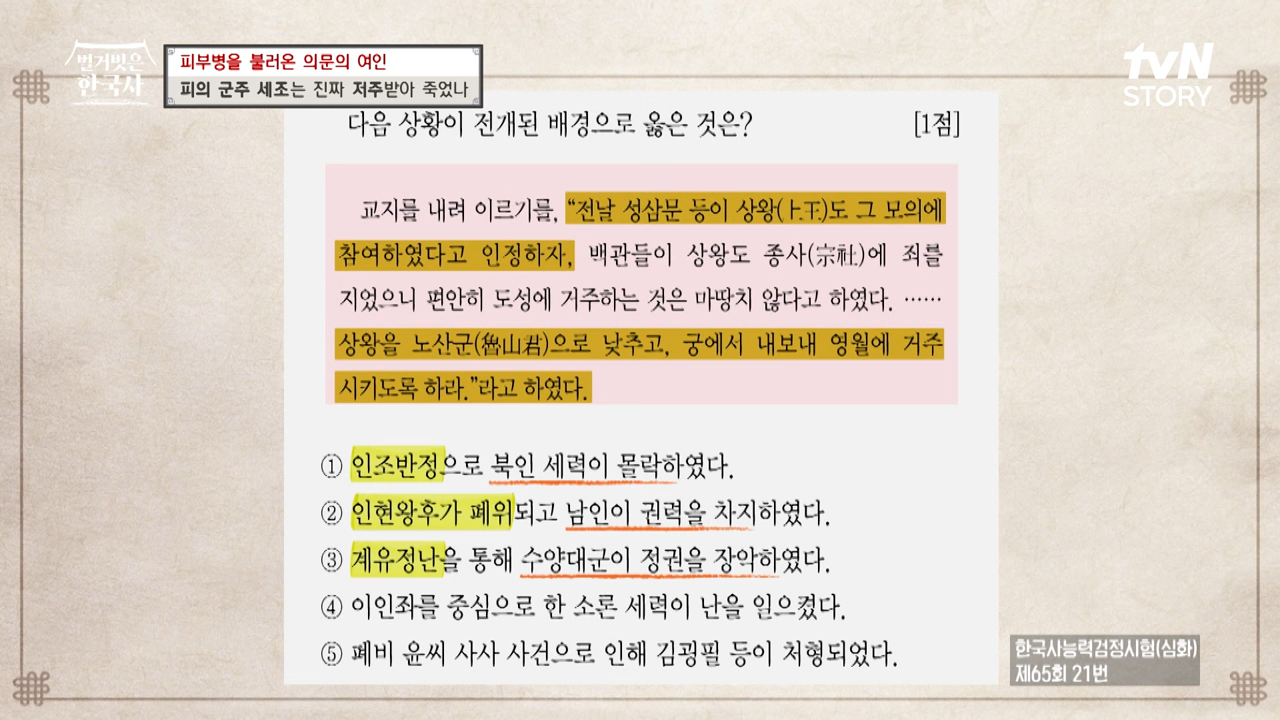 벌거벗은
한국사
피부병을 불러온 의문의 여인
피의 군주 세조는 진짜 저주받아 죽었나
tvN
STORY
다음 상황이 전개된 배경으로 옳은 것은? [1점]
교지를 내려 이르기를, “전날 성삼문 등이 상왕(上王)도 그 모의에
참여하였다고 인정하자, 백관들이 상왕도 종사(宗社)에 죄를
지었으니 편안히 도성에 거주하는 것은 마땅치 않다고 하였다. ……
상왕을 노산군(魯山君)으로 낮추고, 궁에서 내보내 영월에 거주
시키도록 하라.”라고 하였다.
① 인조반정으로 북인 세력이 몰락하였다.
② 인현왕후가 폐위되고 남인이 권력을 차지하였다.
③ 계유정난을 통해 수양대군이 정권을 장악하였다.
④ 이인좌를 중심으로 한 소론 세력이 난을 일으켰다.
⑤ 폐비 윤씨 사사 사건으로 인해 김굉필 등이 처형되었다.
한국사능력검정시험(심화)
제65회 21번